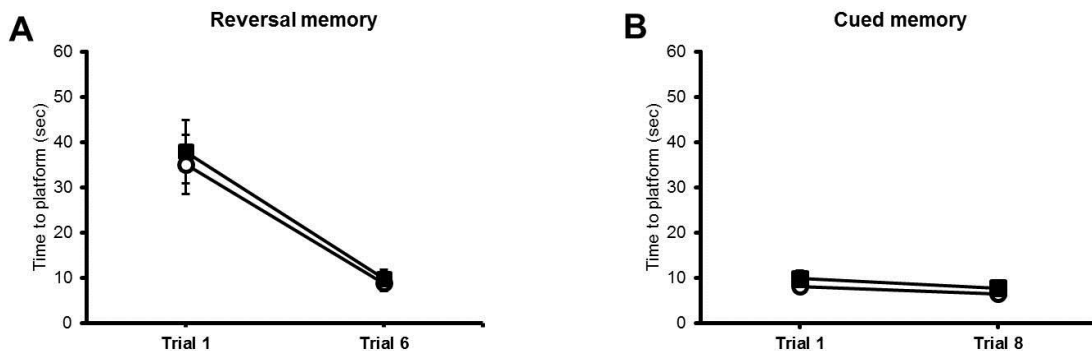 A
Reversal memory
Time to platform (sec)
60
50
40
30
20
10
0
Trial 1
Trial 6
B
Cued memory
Time to platform (sec)
60
50
40
30
20
10
0
Trial 1
Trial 8